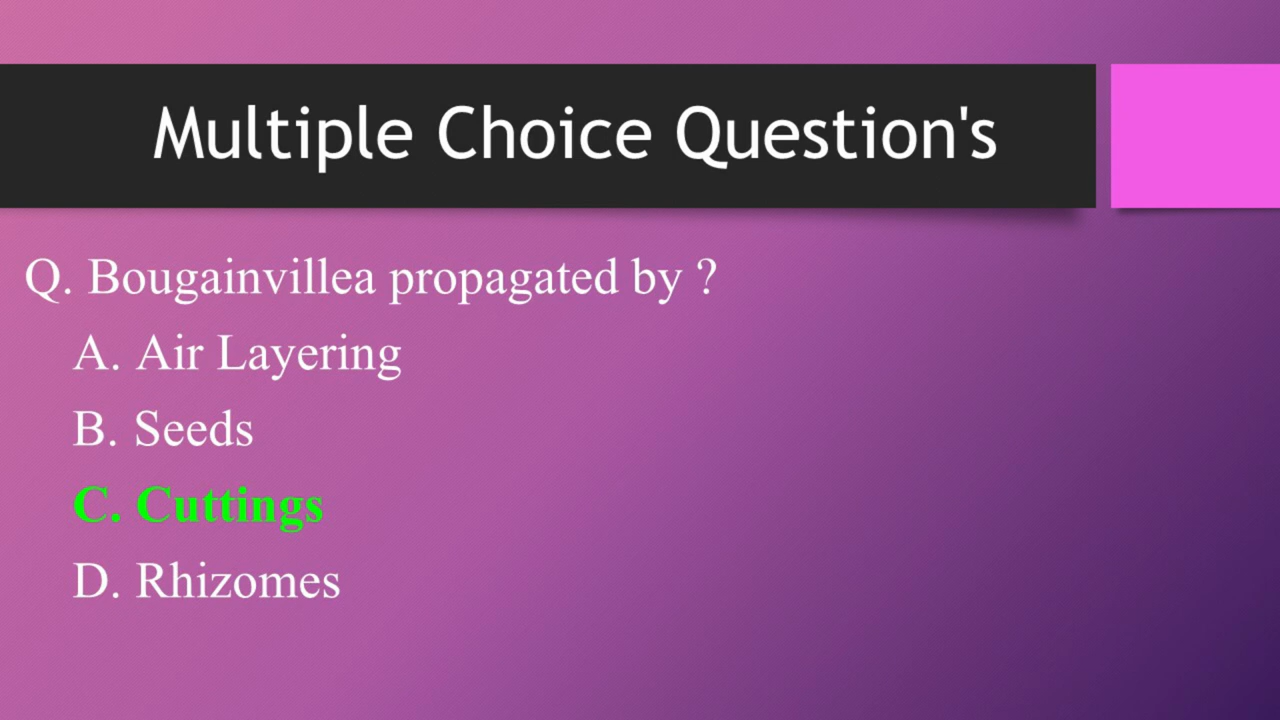 Multiple Choice Question's
Q. Bougainvillea propagated by ?
A. Air Layering
B. Seeds
C. Cuttings
D. Rhizomes